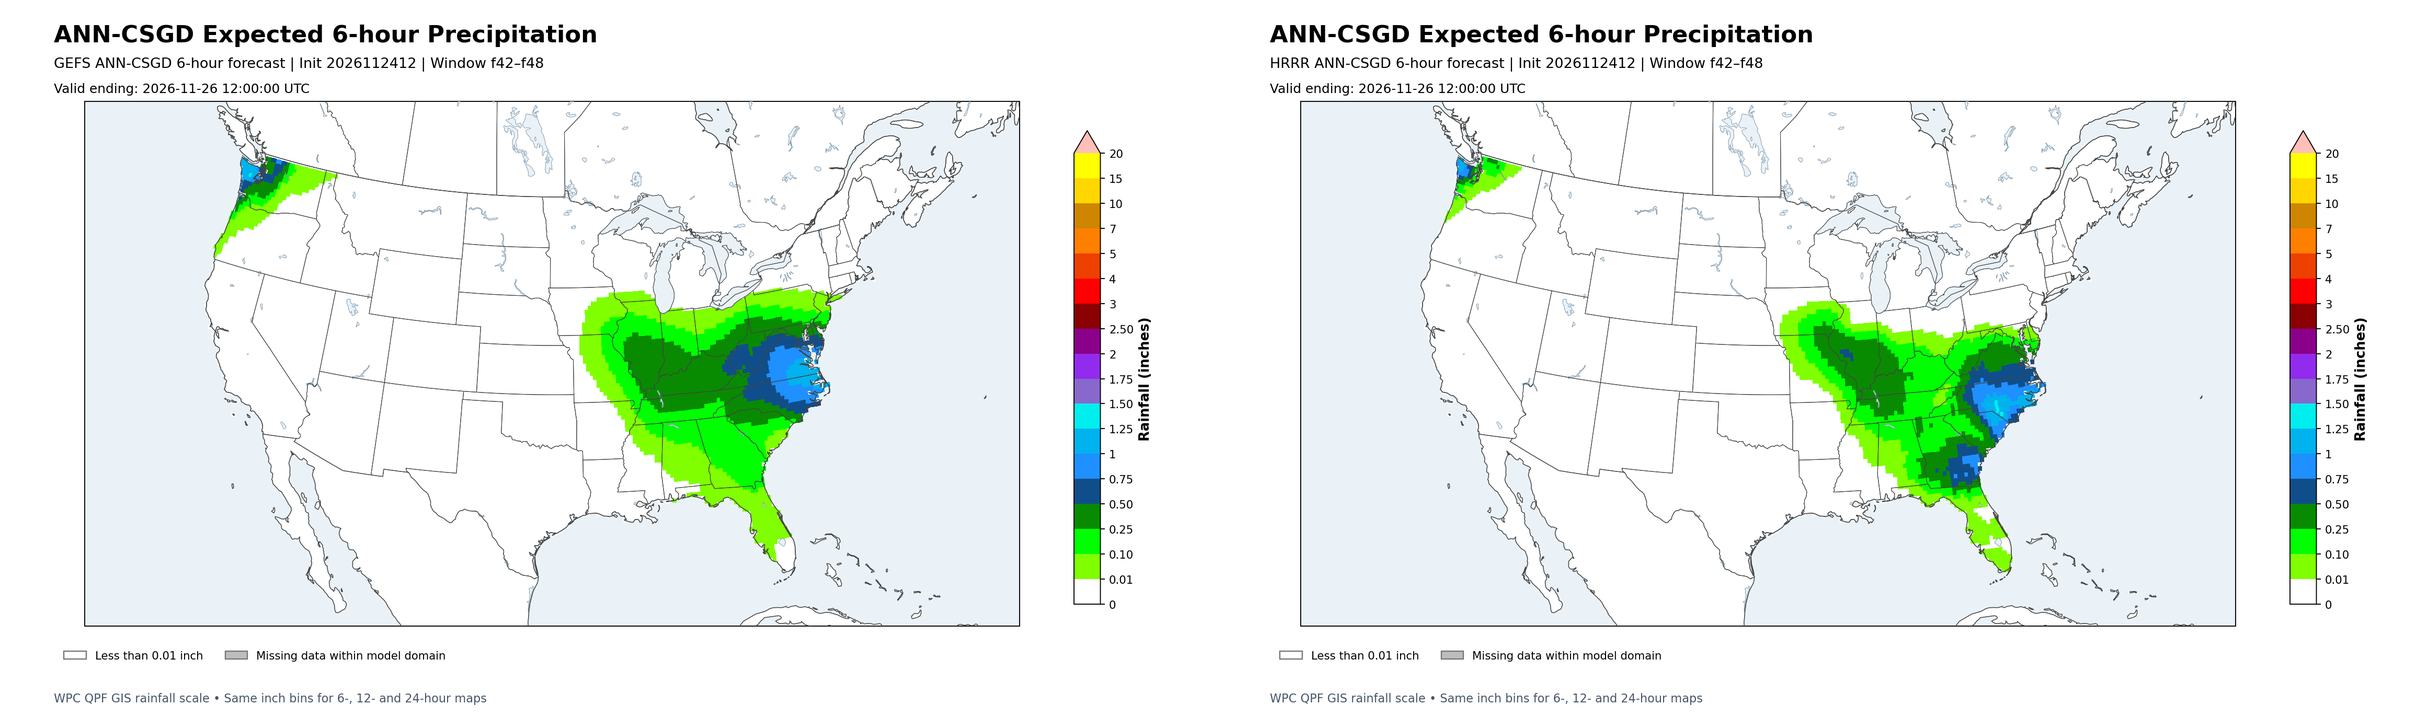 ANN-CSGD Expected 6-hour Precipitation
GEFS ANN-CSGD 6-hour forecast | Init 2026112412 | Window f42–f48
Valid ending: 2026-11-26 12:00:00 UTC
20
15
10
7
5
4
3
2.50
2
1.75
1.50
1.25
1
0.75
0.50
0.25
0.10
0.01
0
Rainfall (inches)
Less than 0.01 inch
Missing data within model domain
WPC QPF GIS rainfall scale • Same inch bins for 6-, 12- and 24-hour maps
ANN-CSGD Expected 6-hour Precipitation
HRRR ANN-CSGD 6-hour forecast | Init 2026112412 | Window f42–f48
Valid ending: 2026-11-26 12:00:00 UTC
20
15
10
7
5
4
3
2.50
2
1.75
1.50
1.25
1
0.75
0.50
0.25
0.10
0.01
0
Rainfall (inches)
Less than 0.01 inch
Missing data within model domain
WPC QPF GIS rainfall scale • Same inch bins for 6-, 12- and 24-hour maps